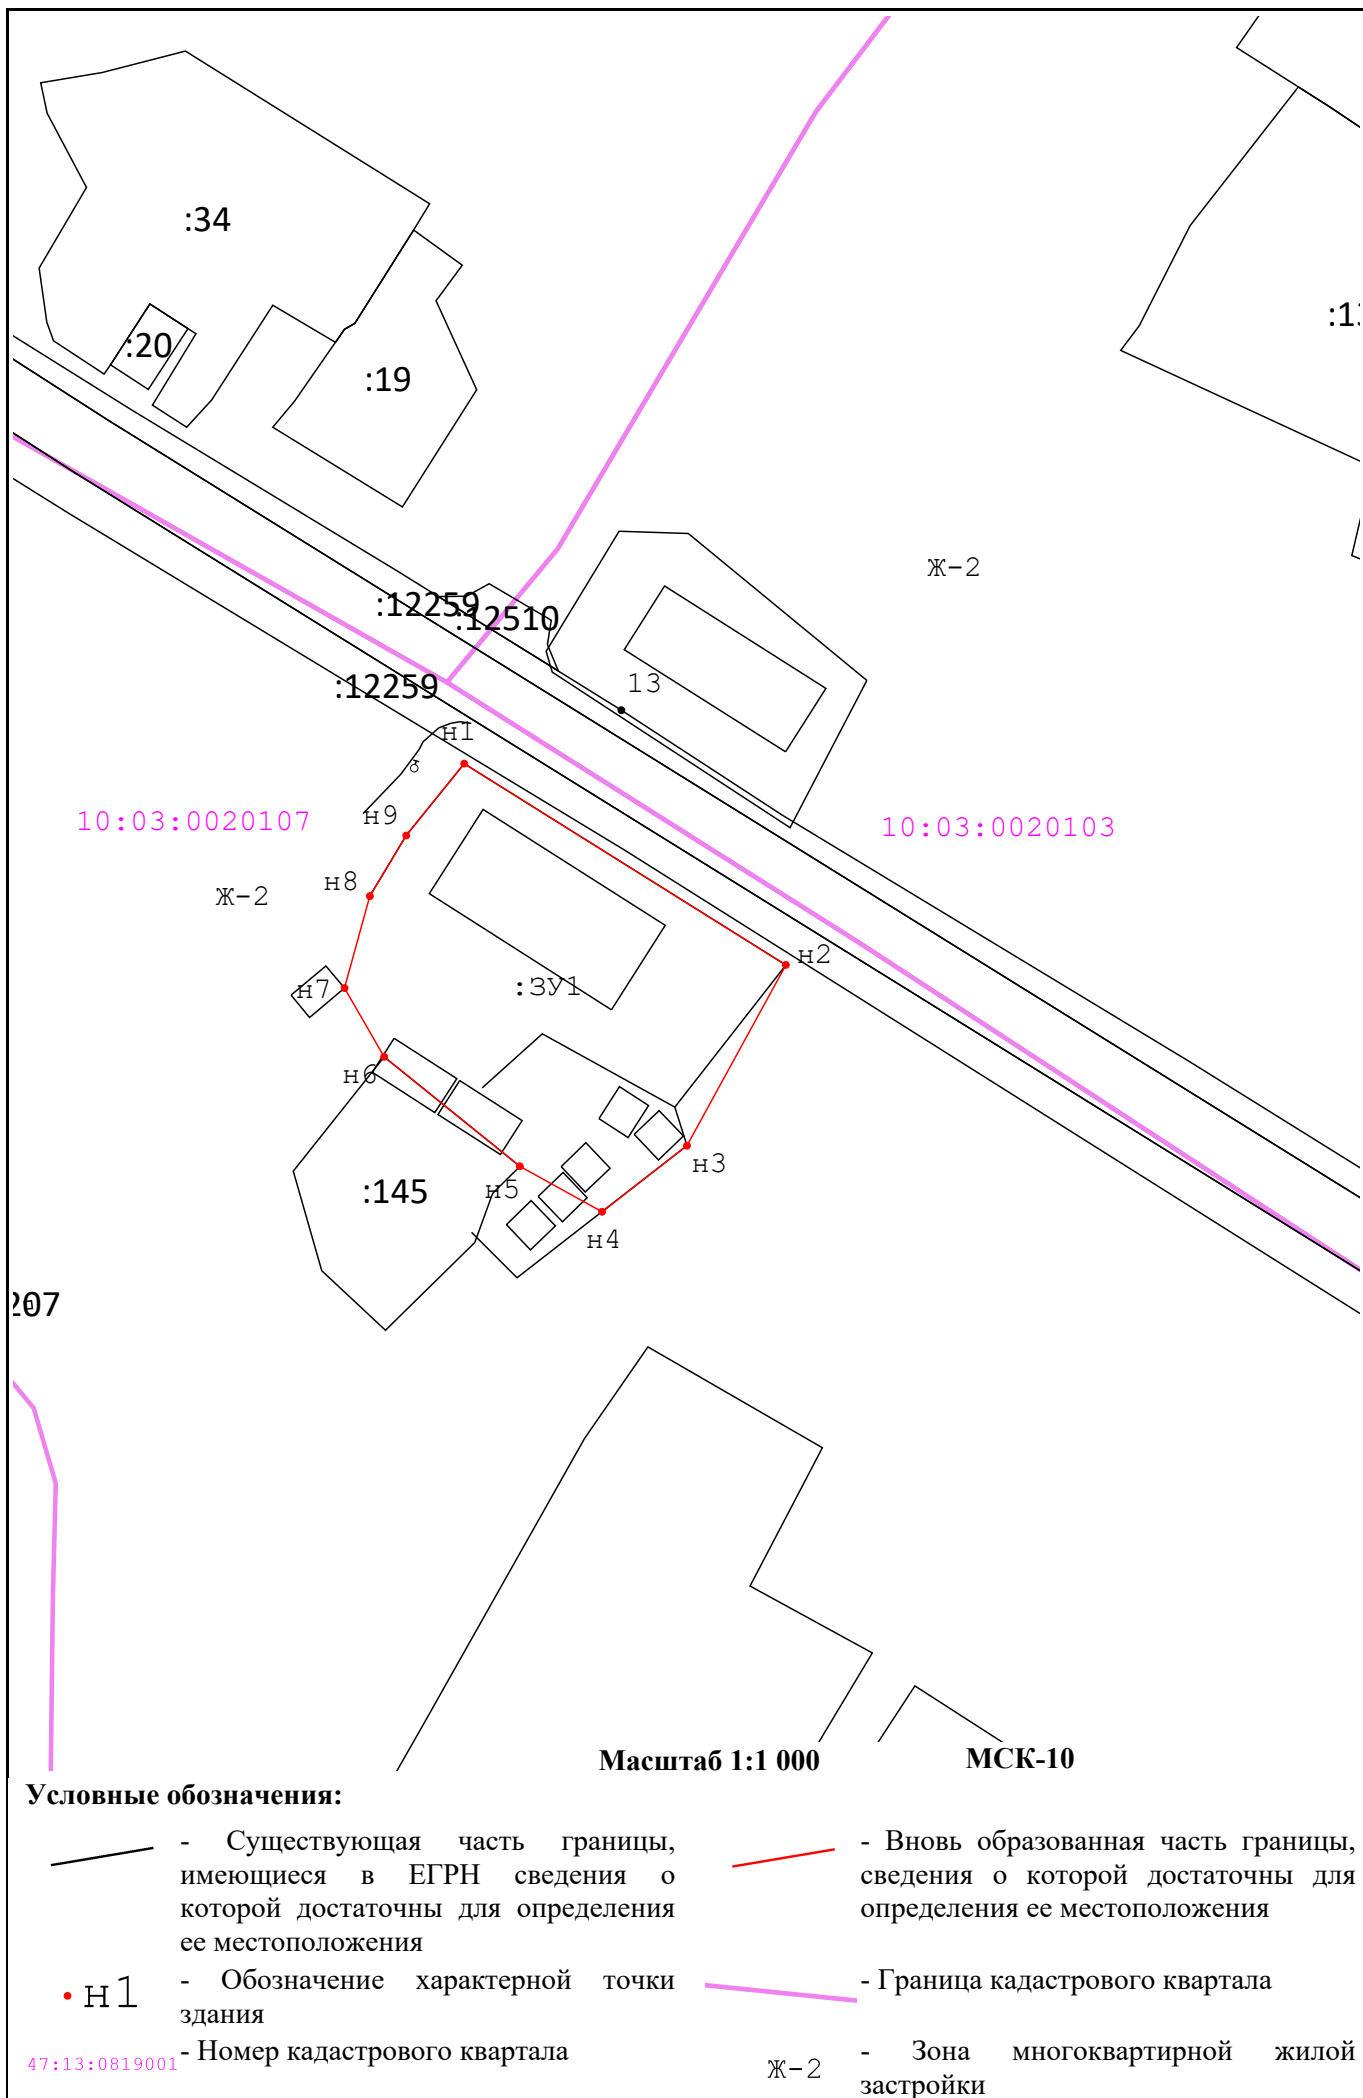 :34
:20
:19
Ж-2
:12259
:12510
13
:12259
н1
н9
10:03:0020107
10:03:0020103
н8
Ж-2
н2
н7
:ЗУ1
н6
н3
н5
:145
н4
Масштаб 1:1 000
МСК-10
Условные обозначения:
- Существующая часть границы,
имеющиеся в ЕГРН сведения о
которой достаточны для определения
ее местоположения
- Вновь образованная часть границы,
сведения о которой достаточны для
определения ее местоположения
н1
- Обозначение характерной точки
здания
- Граница кадастрового квартала
47:13:0819001
- Номер кадастрового квартала
Ж-2
- Зона многоквартирной жилой
застройки